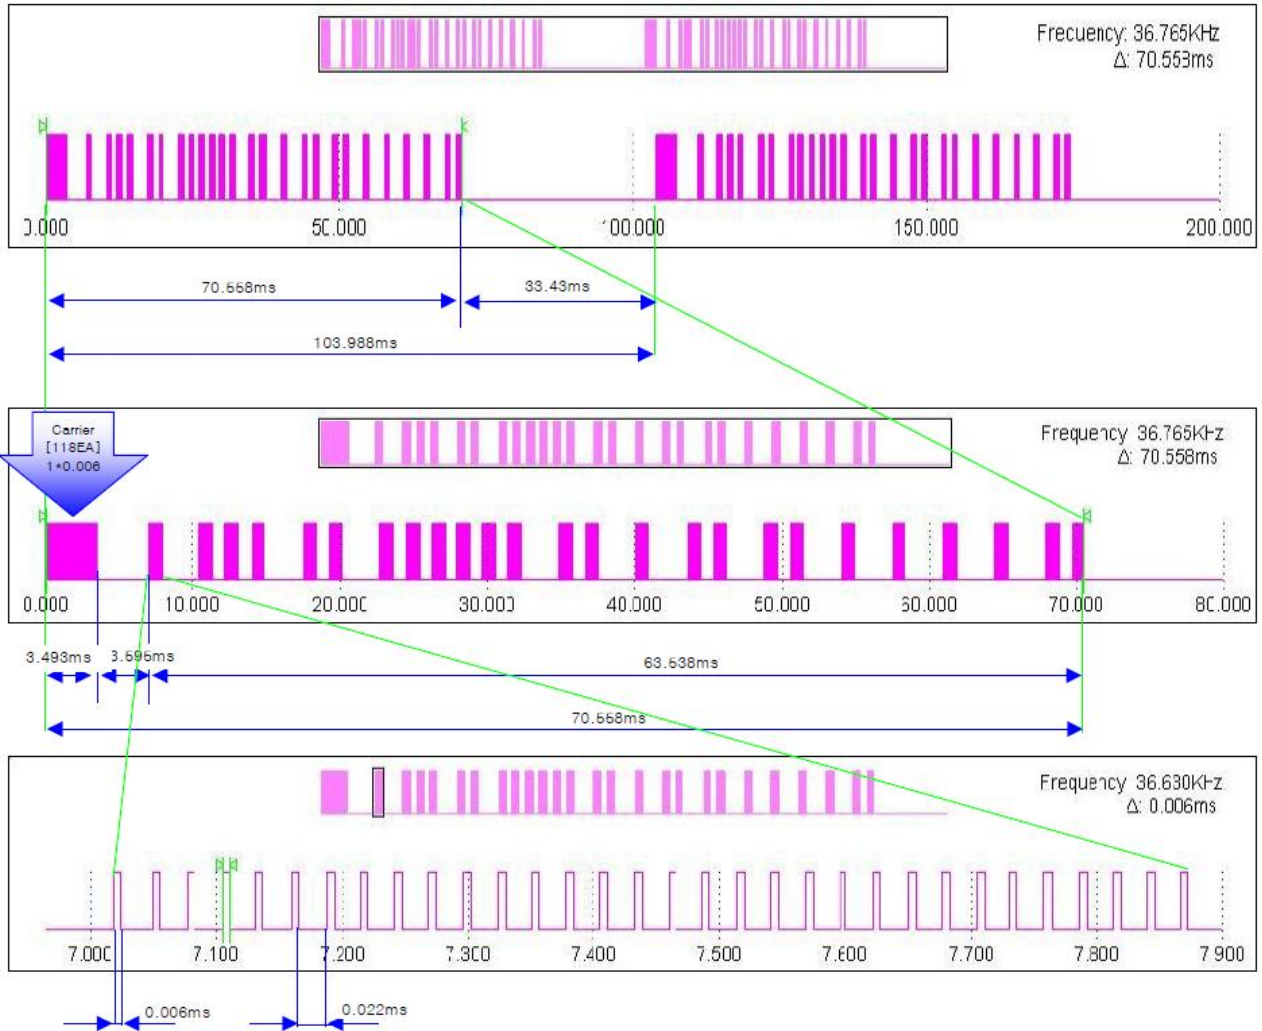 Frecuency: 36.765KHz
Δ: 70.553ms
0.000 50.000 100.000 150.000 200.000
70.558ms
33.43ms
103.988ms
Carrier
[118EA]
1*0.006
Frequency 36.765KHz
Δ: 70.558ms
0.000 10.000 20.000 30.000 40.000 50.000 60.000 70.000 80.000
3.493ms 3.595ms 63.538ms
70.558ms
Frequency 36.630KHz
Δ: 0.006ms
7.000 7.100 7.200 7.300 7.400 7.500 7.600 7.700 7.800 7.900
0.006ms 0.022ms